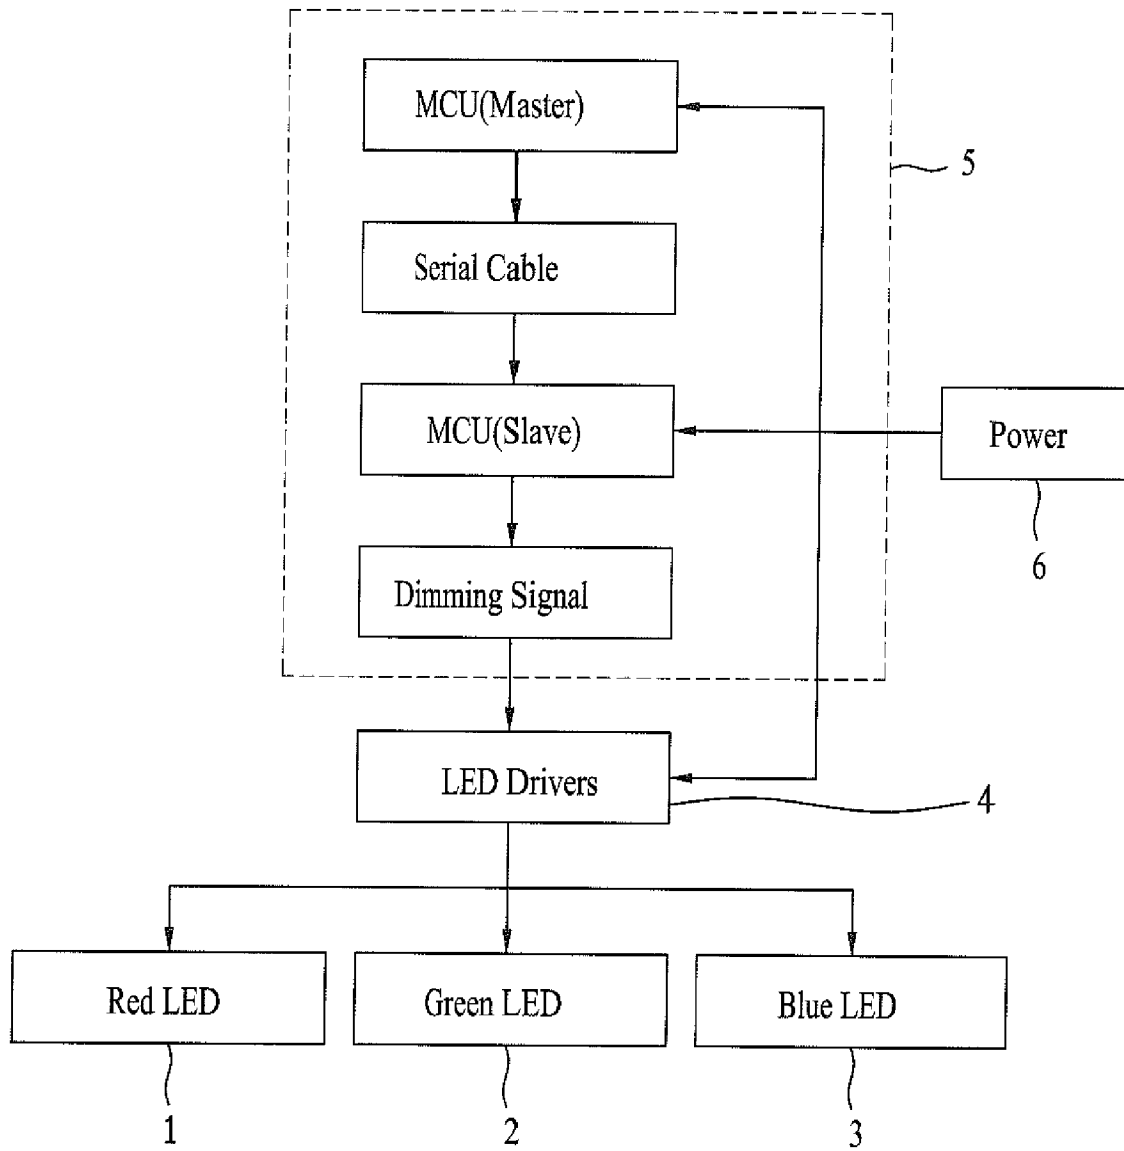 MCU(Master)
5
Serial Cable
MCU(Slave)
Power
6
Dimming Signal
LED Drivers
4
Red LED
Green LED
Blue LED
1
2
3